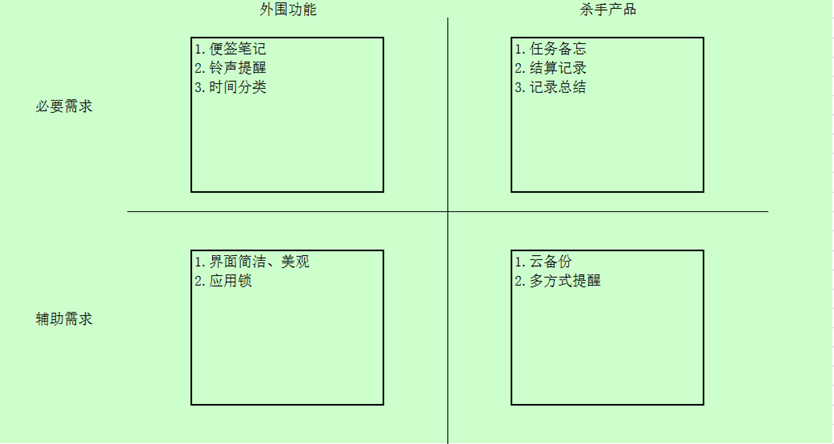 外围功能
杀手产品
必要需求
1.便签笔记
2.铃声提醒
3.时间分类
1.任务备忘
2.结算记录
3.记录总结
辅助需求
1.界面简洁、美观
2.应用锁
1.云备份
2.多方式提醒